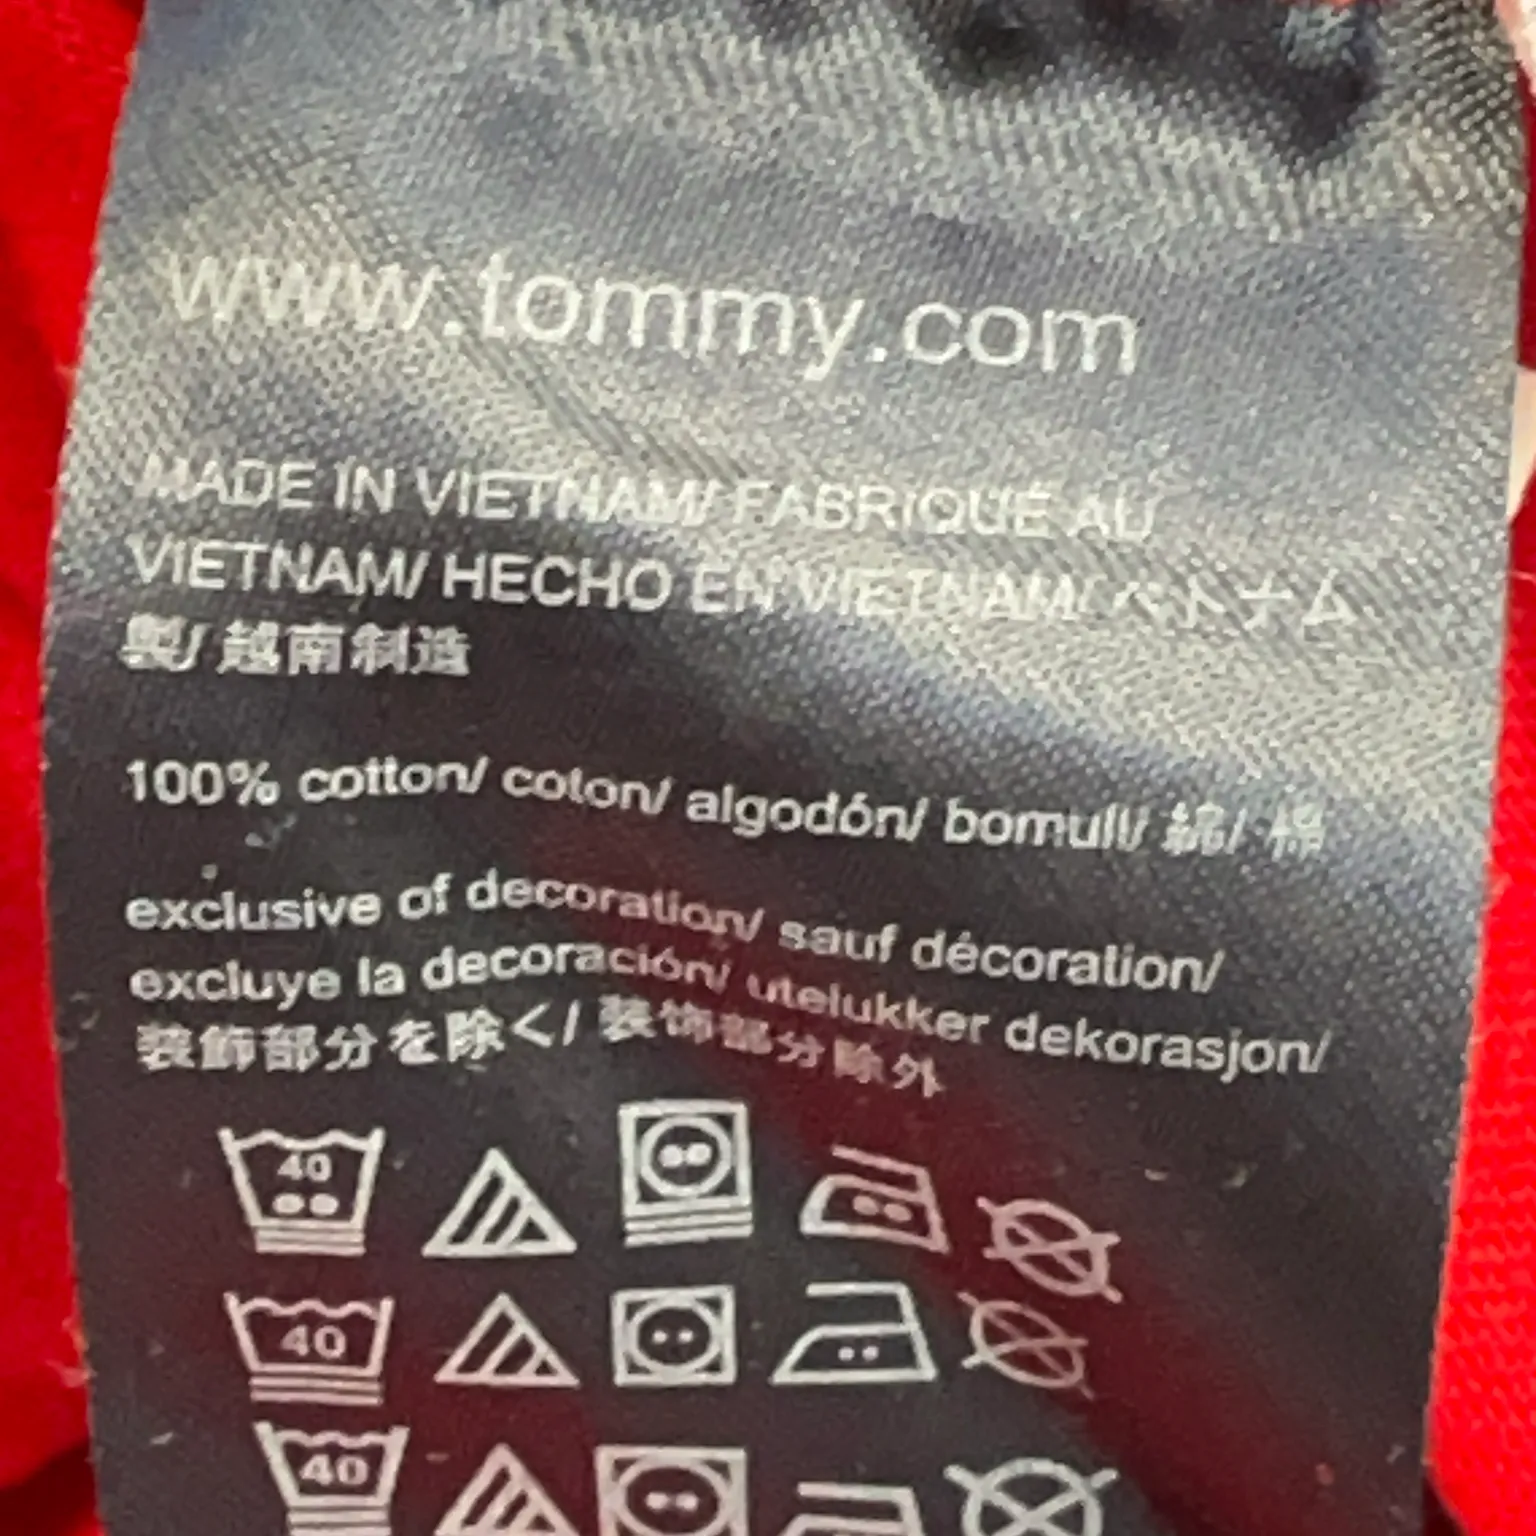 www.tommy.com
MADE IN VIETNAM/ FABRIQUÉ AU
VIETNAM/ HECHO EN VIETNAM/ ベトナム
製/ 越南制造
100% cotton/ coton/ algodón/ bomull/ 綿/ 棉
exclusive of decoration/ sauf décoration/
excluye la decoración/ utelukker dekorasjon/
装飾部分を除く/ 装饰部分除外
40
40
40